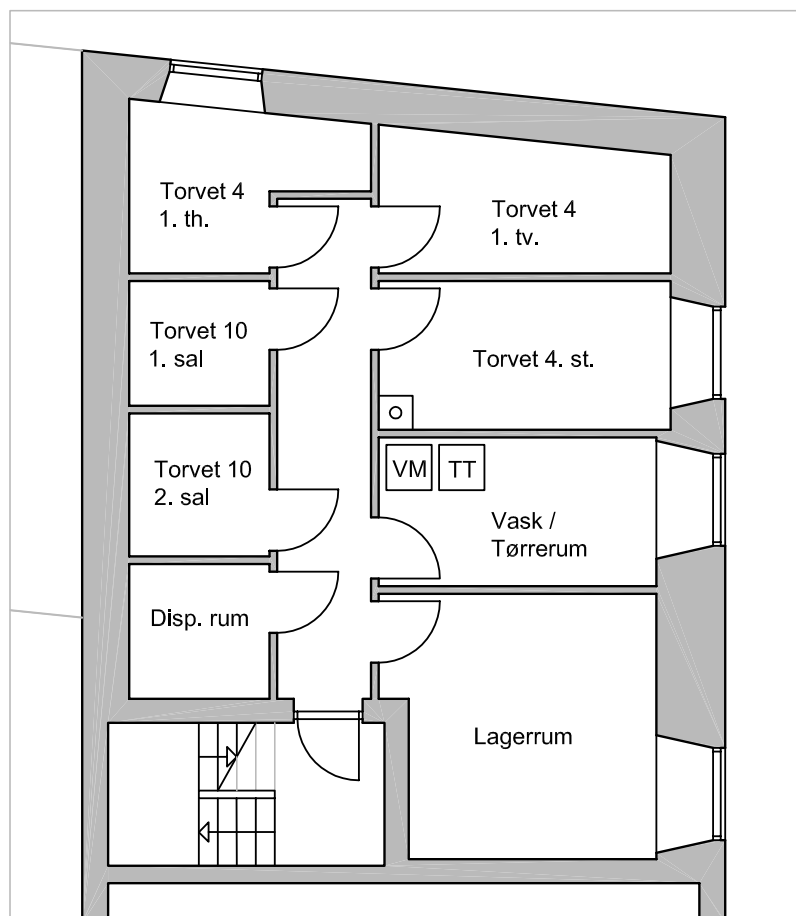 Torvet 4
1. th.
Torvet 4
1. tv.
Torvet 10
1. sal
Torvet 4. st.
Torvet 10
2. sal
VM
TT
Vask /
Tørrerum
Disp. rum
Lagerrum